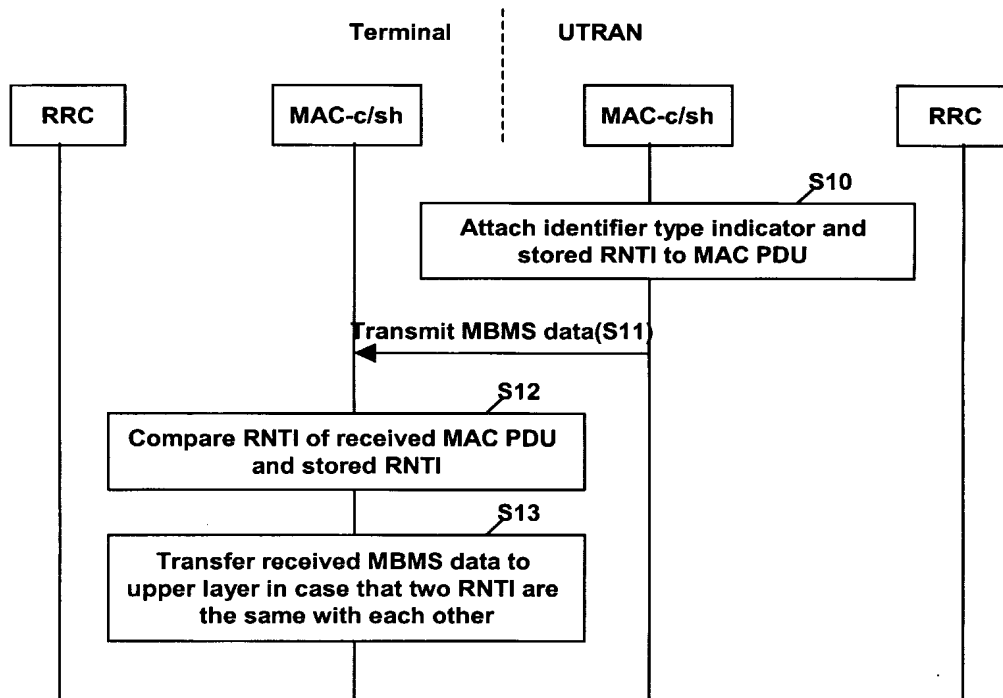 Terminal
UTRAN
RRC
MAC-c/sh
MAC-c/sh
RRC
S10
Attach identifier type indicator and
stored RNTI to MAC PDU
Transmit MBMS data(S11)
S12
Compare RNTI of received MAC PDU
and stored RNTI
S13
Transfer received MBMS data to
upper layer in case that two RNTI are
the same with each other